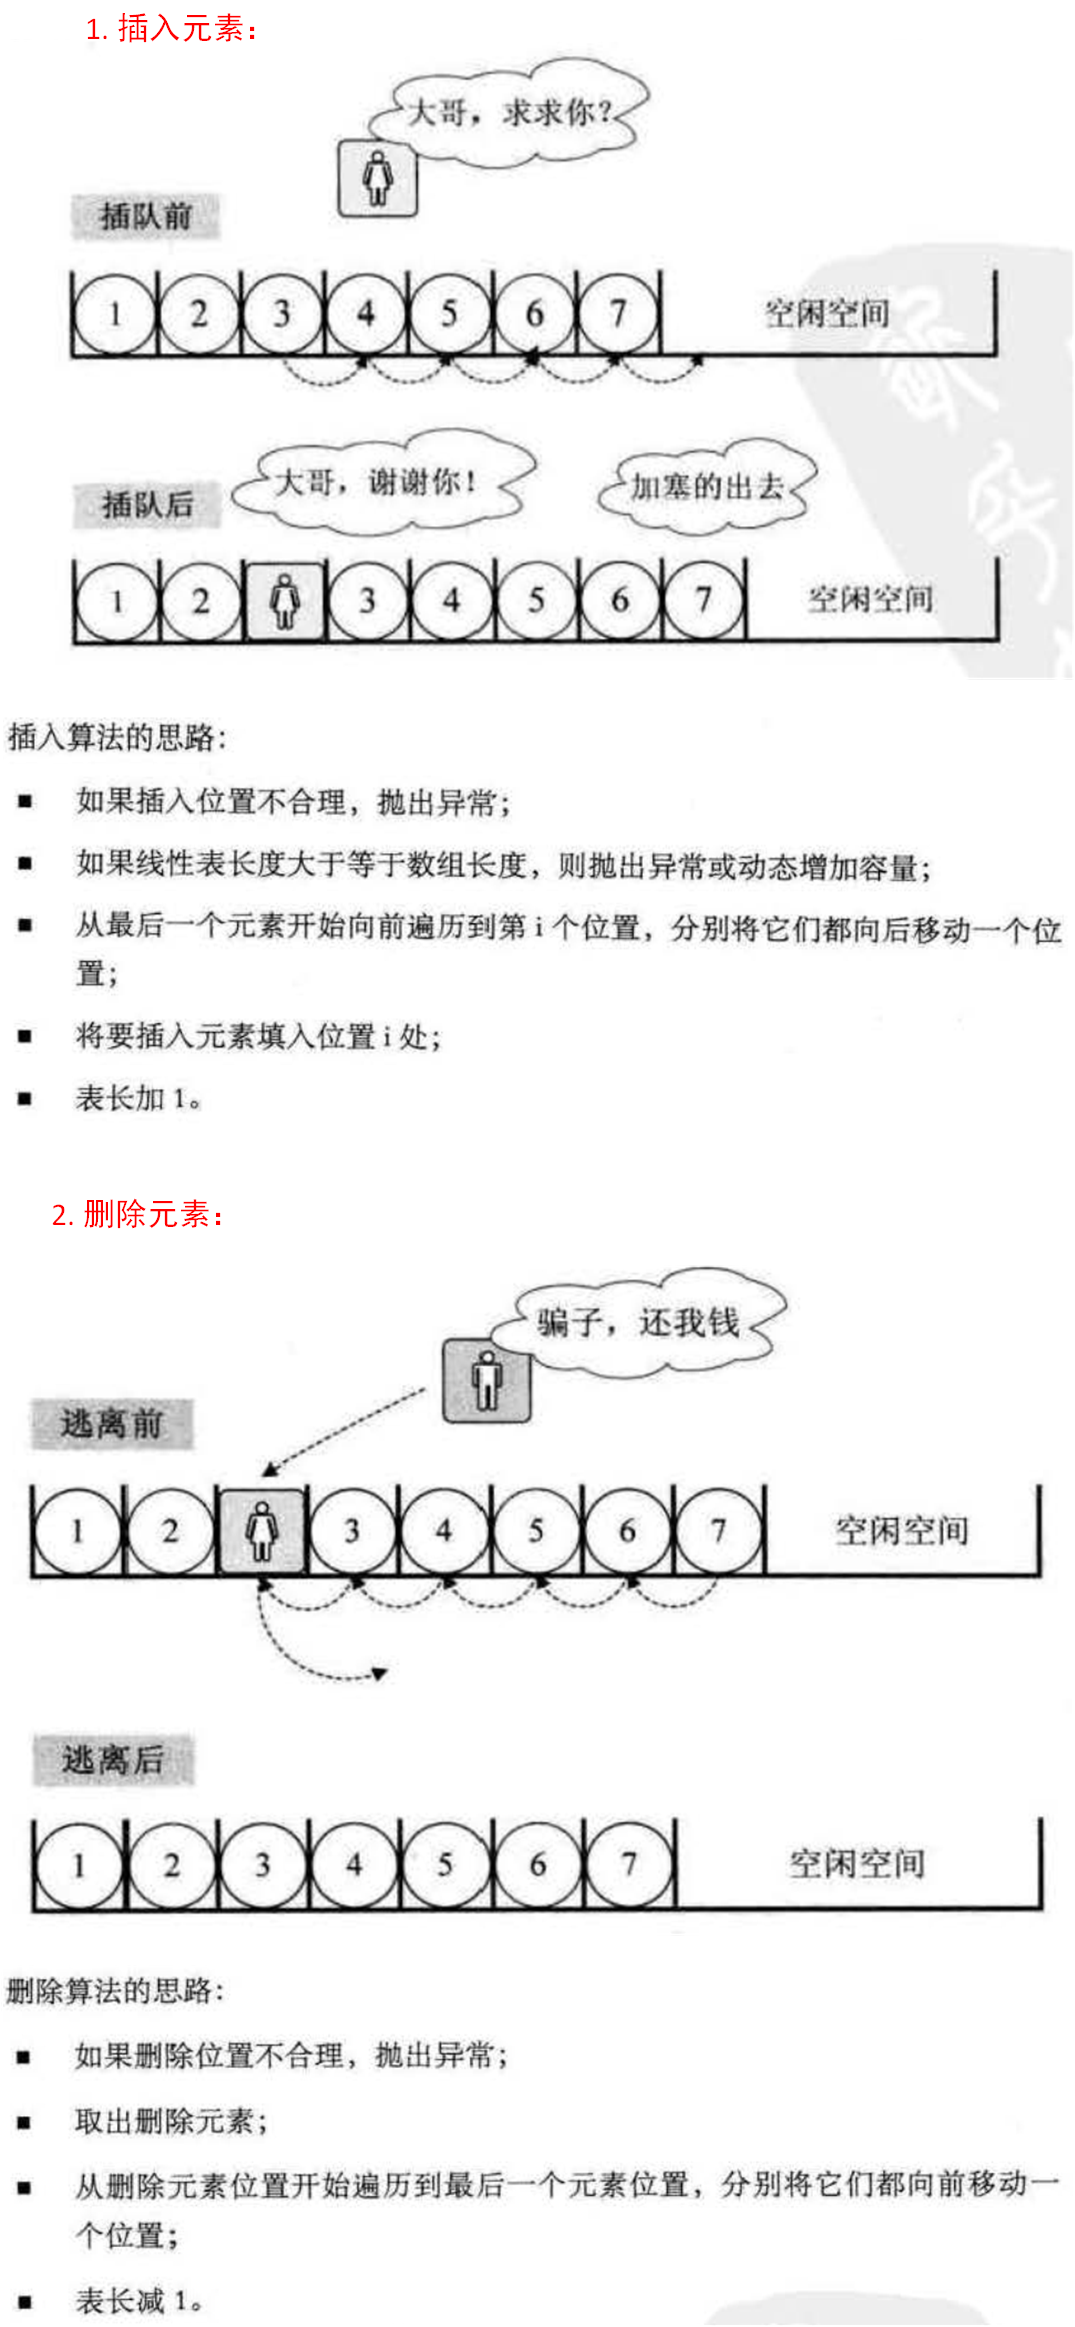 1. 插入元素：
大哥，求求你？
插队前
1 2 3 4 5 6 7 空闲空间
大哥，谢谢你！ 加塞的出去
插队后
1 2 3 4 5 6 7 空闲空间
插入算法的思路：
■ 如果插入位置不合理，抛出异常；
■ 如果线性表长度大于等于数组长度，则抛出异常或动态增加容量；
■ 从最后一个元素开始向前遍历到第 i 个位置，分别将它们都向后移动一个位
置；
■ 将要插入元素填入位置 i 处；
■ 表长加 1。
2. 删除元素：
骗子，还我钱
逃离前
1 2 3 4 5 6 7 空闲空间
逃离后
1 2 3 4 5 6 7 空闲空间
删除算法的思路：
■ 如果删除位置不合理，抛出异常；
■ 取出删除元素；
■ 从删除元素位置开始遍历到最后一个元素位置，分别将它们都向前移动一
个位置；
■ 表长减 1。